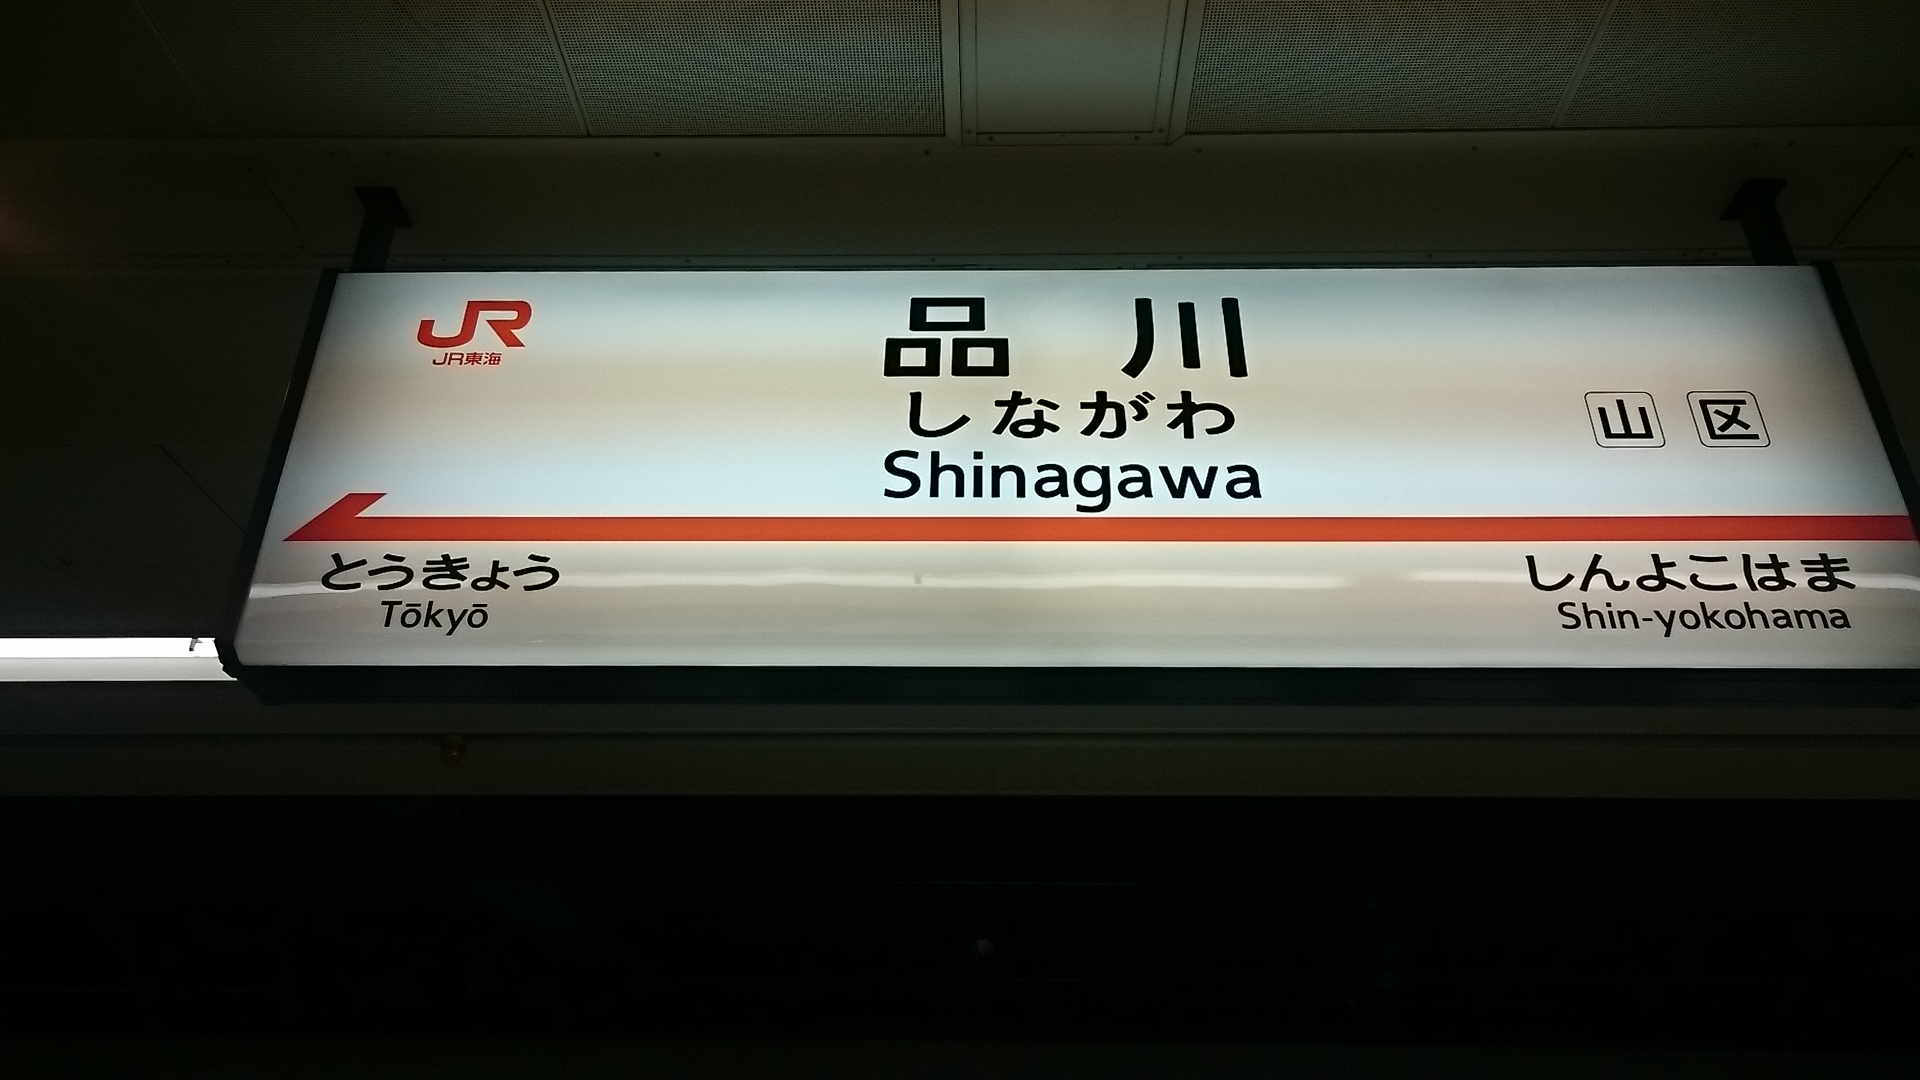 JR
JR東海
品川
しながわ
Shinagawa
山 区
とうきょう
Tōkyō
しんよこはま
Shin-yokohama